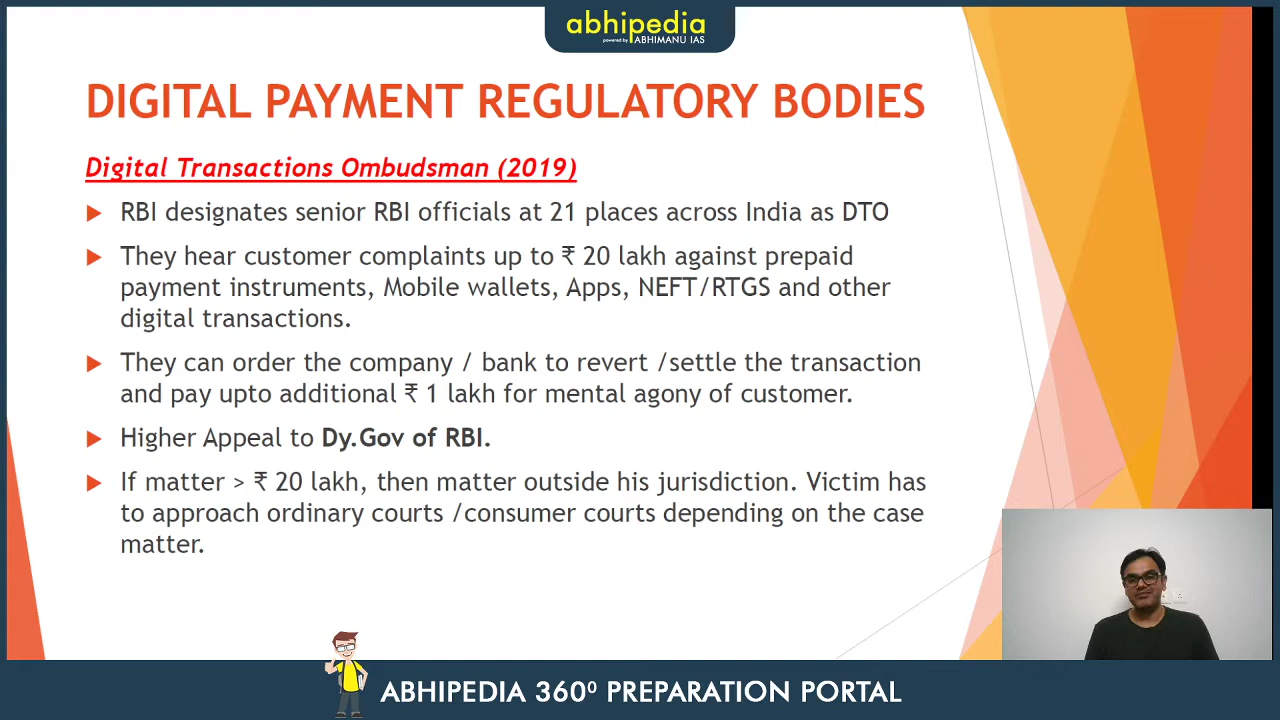 abhipedia
powered by ABHIMANU IAS
DIGITAL PAYMENT REGULATORY BODIES
Digital Transactions Ombudsman (2019)
RBI designates senior RBI officials at 21 places across India as DTO
They hear customer complaints up to ₹ 20 lakh against prepaid
payment instruments, Mobile wallets, Apps, NEFT/RTGS and other
digital transactions.
They can order the company / bank to revert /settle the transaction
and pay upto additional ₹ 1 lakh for mental agony of customer.
Higher Appeal to Dy.Gov of RBI.
If matter > ₹ 20 lakh, then matter outside his jurisdiction. Victim has
to approach ordinary courts /consumer courts depending on the case
matter.
ABHIPEDIA 360⁰ PREPARATION PORTAL